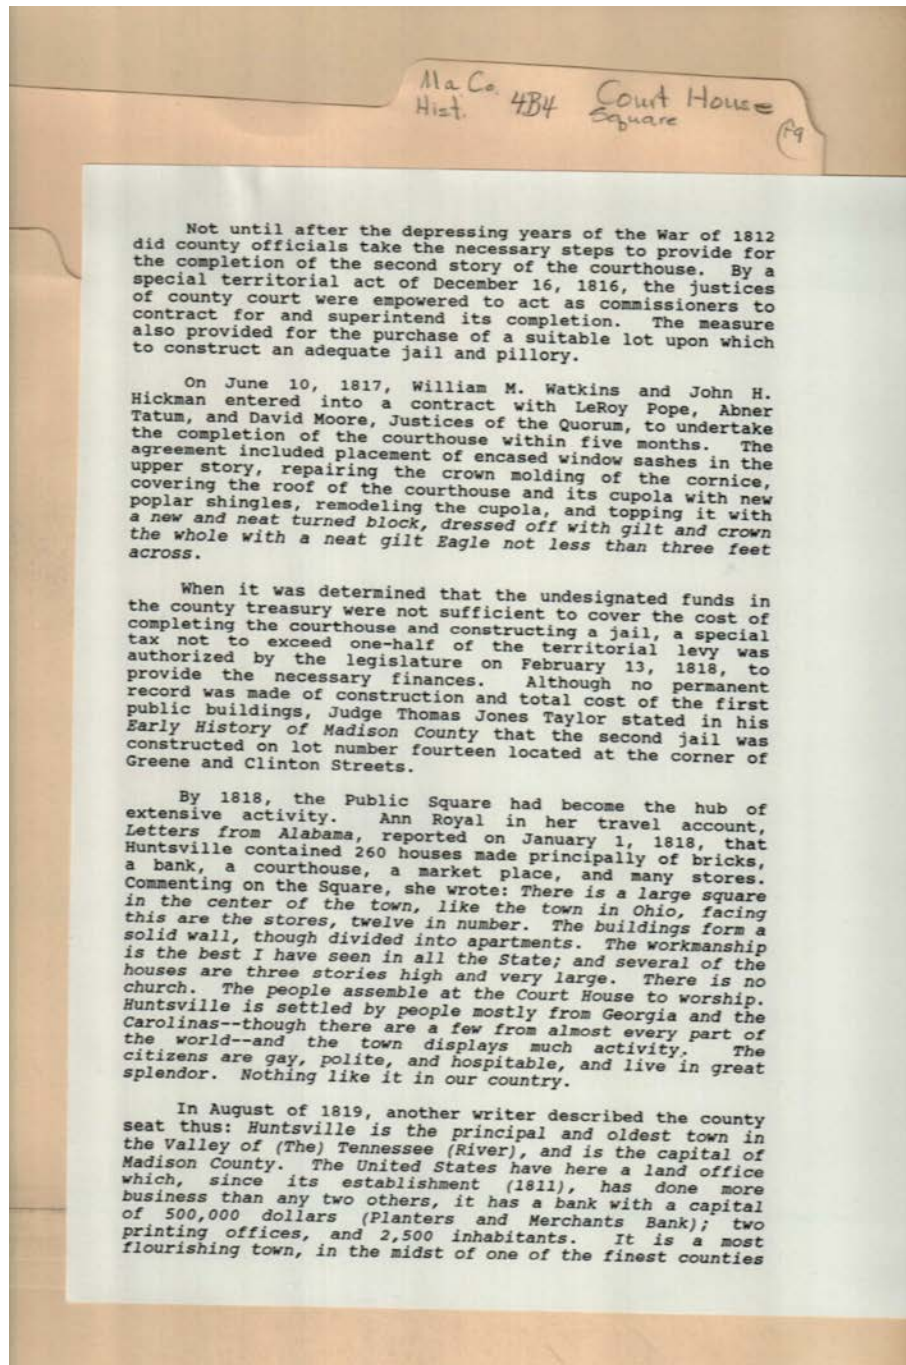 Ma. Co. 4B4 Court House
Hist. Square
Not until after the depressing years of the War of 1812
did county officials take the necessary steps to provide for
the completion of the second story of the courthouse. By a
special territorial act of December 16, 1816, the justices
of county court were empowered to act as commissioners to
contract for and superintend its completion. The measure
also provided for the purchase of a suitable lot upon which
to construct an adequate jail and pillory.
On June 10, 1817, William M. Watkins and John H.
Hickman entered into a contract with LeRoy Pope, Abner
Tatum, and David Moore, Justices of the Quorum, to undertake
the completion of the courthouse within five months. The
agreement included placement of encased window sashes in the
upper story, repairing the crown molding of the cornice,
covering the roof of the courthouse and its cupola with new
poplar shingles, remodeling the cupola, and topping it with
a new and neat turned block, dressed off with gilt and crown
the whole with a neat gilt Eagle not less than three feet
across.
When it was determined that the undesignated funds in
the county treasury were not sufficient to cover the cost of
completing the courthouse and constructing a jail, a special
tax not to exceed one-half of the territorial levy was
authorized by the legislature on February 13, 1818, to
provide the necessary finances. Although no permanent
record was made of construction and total cost of the first
public buildings, Judge Thomas Jones Taylor stated in his
Early History of Madison County that the second jail was
constructed on lot number fourteen located at the corner of
Greene and Clinton Streets.
By 1818, the Public Square had become the hub of
extensive activity. Ann Royal in her travel account,
Letters from Alabama, reported on January 1, 1818, that
Huntsville contained 260 houses made principally of bricks,
a bank, a courthouse, a market place, and many stores.
Commenting on the Square, she wrote: There is a large square
in the center of the town, like the town in Ohio, facing
this are the stores, twelve in number. The buildings form a
solid wall, though divided into apartments. The workmanship
is the best I have seen in all the State; and several of the
houses are three stories high and very large. There is no
church. The people assemble at the Court House to worship.
Huntsville is settled by people mostly from Georgia and the
Carolinas--though there are a few from almost every part of
the world--and the town displays much activity. The
citizens are gay, polite, and hospitable, and live in great
splendor. Nothing like it in our country.
In August of 1819, another writer described the county
seat thus: Huntsville is the principal and oldest town in
the Valley of (The) Tennessee (River), and is the capital of
Madison County. The United States have here a land office
which, since its establishment (1811), has done more
business than any two others, it has a bank with a capital
of 500,000 dollars (Planters and Merchants Bank); two
printing offices, and 2,500 inhabitants. It is a most
flourishing town, in the midst of one of the finest counties